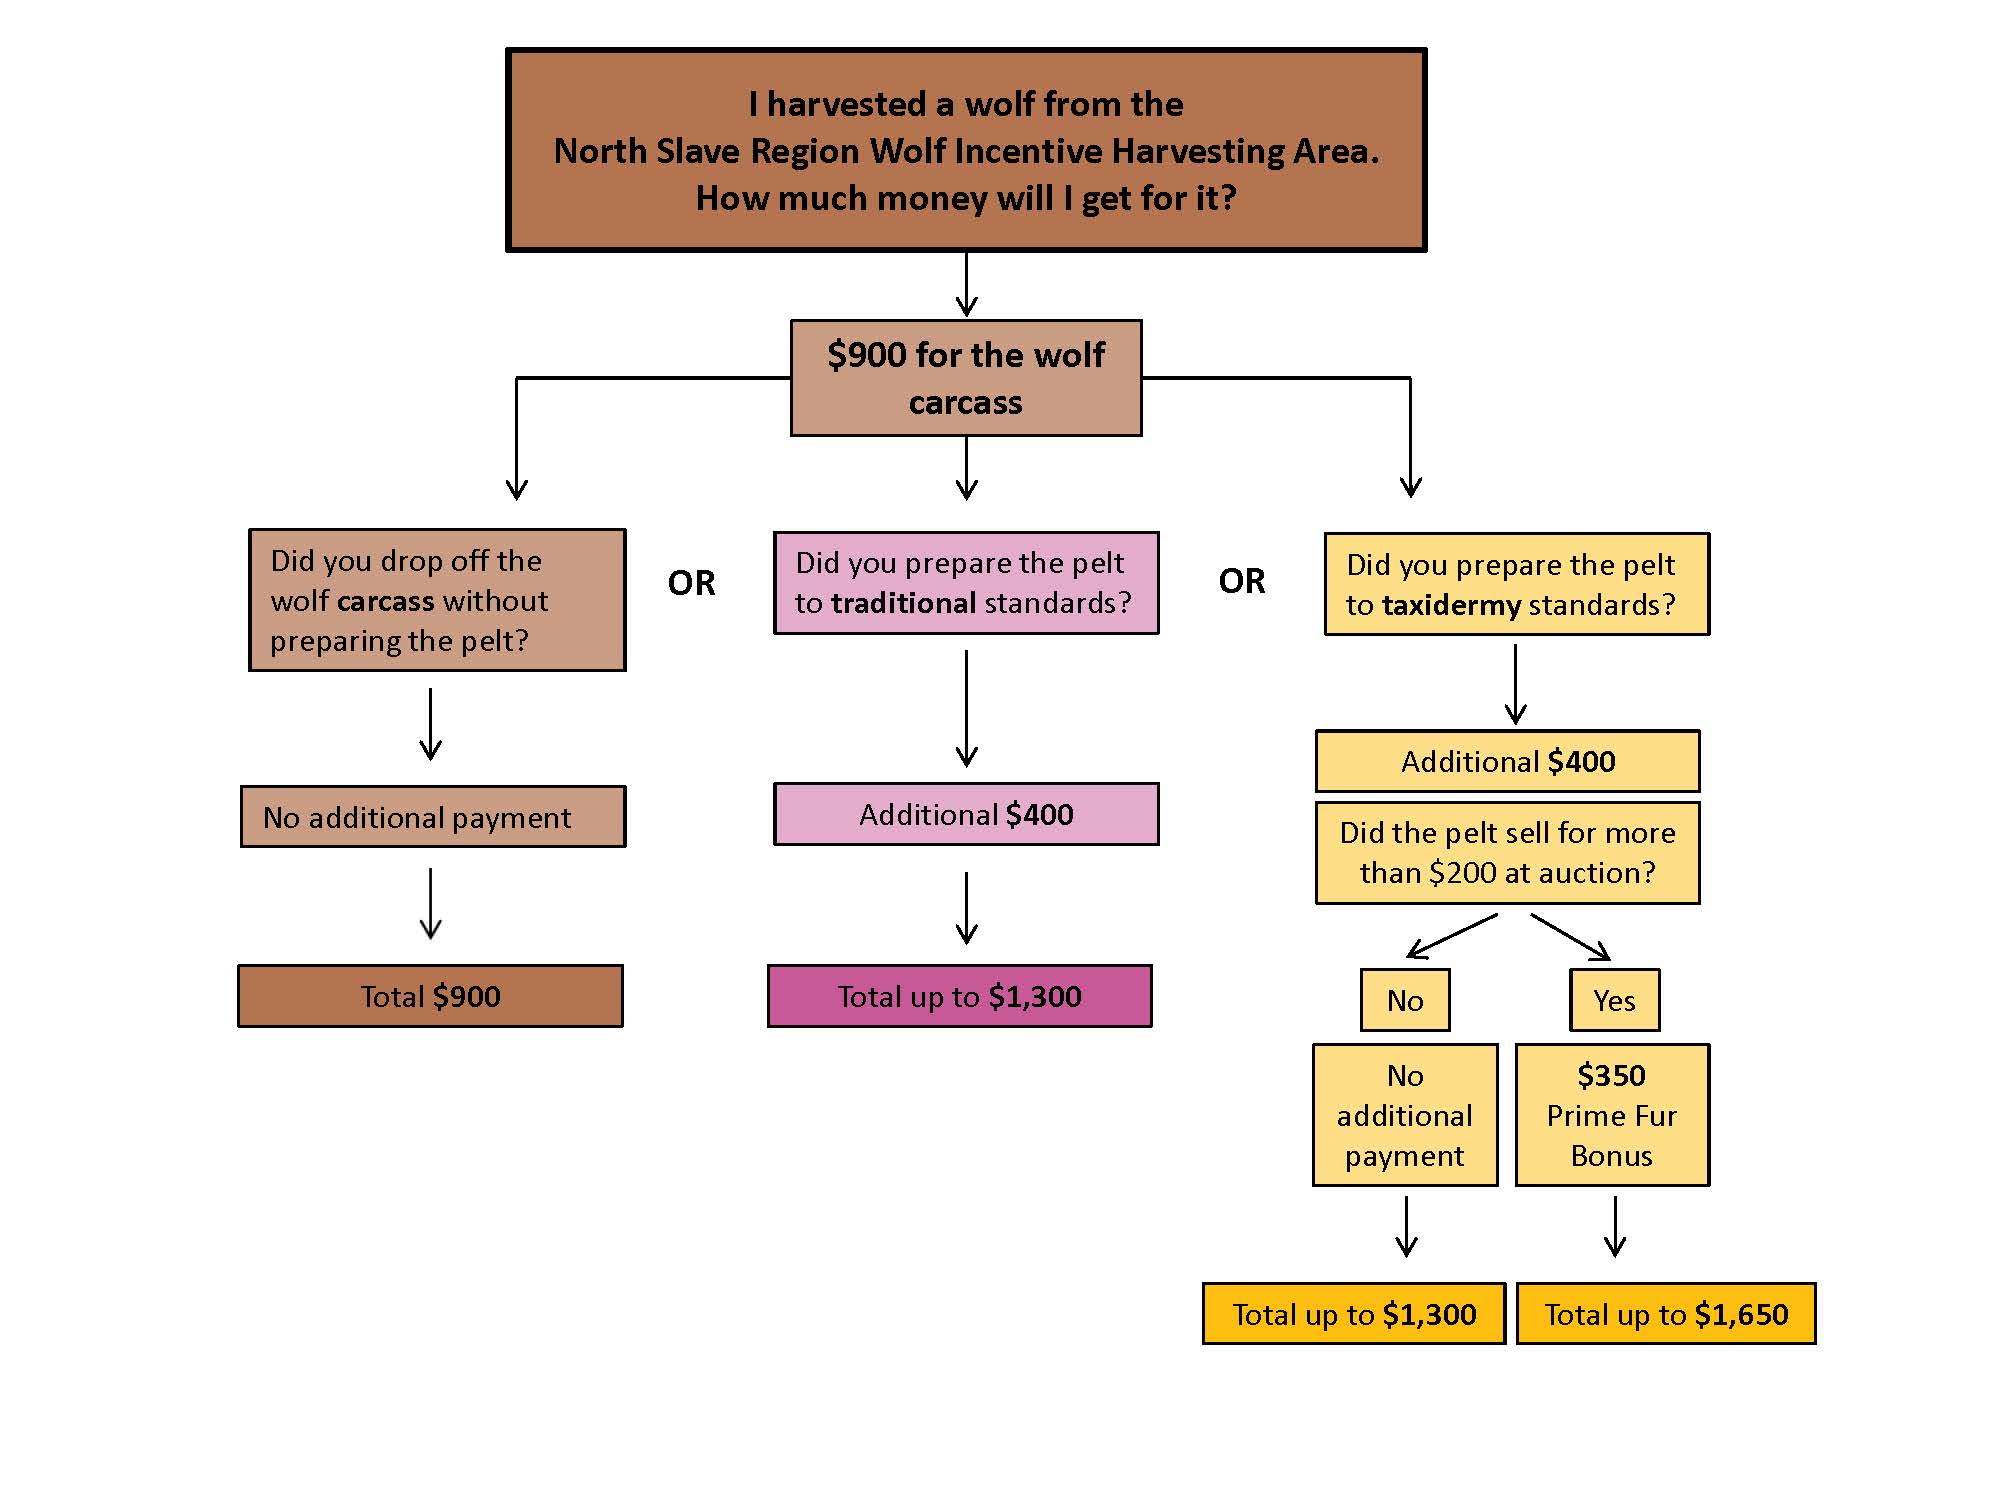 I harvested a wolf from the
North Slave Region Wolf Incentive Harvesting Area.
How much money will I get for it?
$900 for the wolf
carcass
Did you drop off the
wolf carcass without
preparing the pelt?
OR
Did you prepare the pelt
to traditional standards?
OR
Did you prepare the pelt
to taxidermy standards?
No additional payment
Additional $400
Additional $400
Did the pelt sell for more
than $200 at auction?
Total $900
Total up to $1,300
No
Yes
No
additional
payment
$350
Prime Fur
Bonus
Total up to $1,300
Total up to $1,650